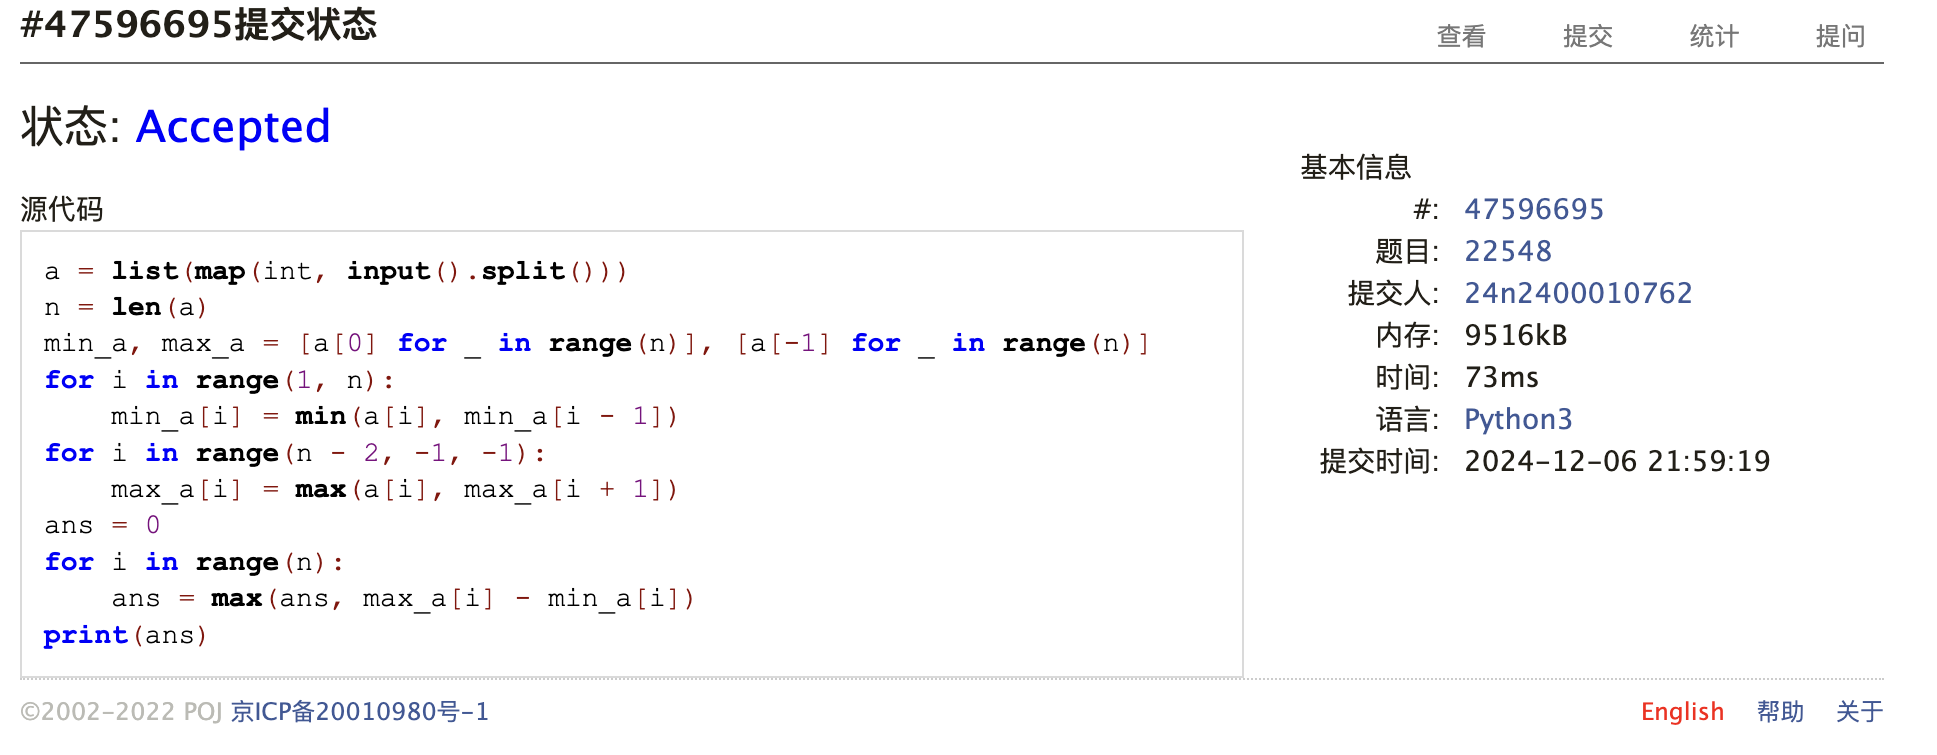 #47596695提交状态
查看 提交 统计 提问
状态: Accepted
源代码
a = list(map(int, input().split()))
n = len(a)
min_a, max_a = [a[0] for _ in range(n)], [a[-1] for _ in range(n)]
for i in range(1, n):
    min_a[i] = min(a[i], min_a[i - 1])
for i in range(n - 2, -1, -1):
    max_a[i] = max(a[i], max_a[i + 1])
ans = 0
for i in range(n):
    ans = max(ans, max_a[i] - min_a[i])
print(ans)
基本信息
#: 47596695
题目: 22548
提交人: 24n2400010762
内存: 9516kB
时间: 73ms
语言: Python3
提交时间: 2024-12-06 21:59:19
©2002-2022 POJ 京ICP备20010980号-1
English 帮助 关于